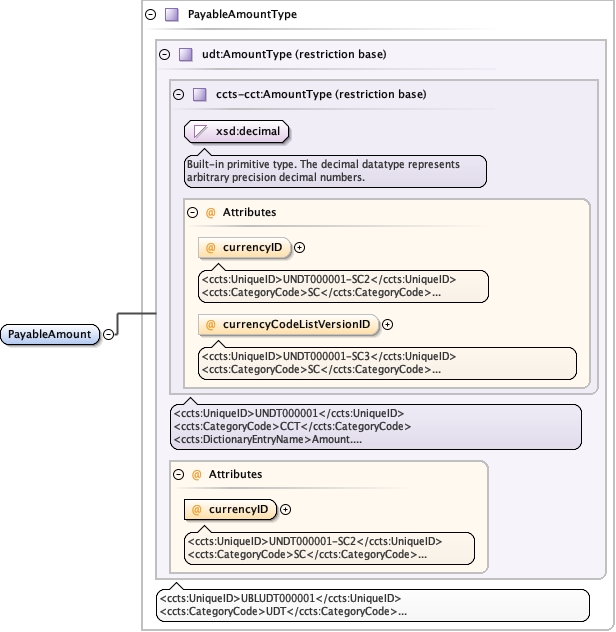 PayableAmountType
udt:AmountType (restriction base)
ccts-cct:AmountType (restriction base)
xsd:decimal
Built-in primitive type. The decimal datatype represents
arbitrary precision decimal numbers.
@ Attributes
@ currencyID
<ccts:UniqueID>UNDT000001-SC2</ccts:UniqueID>
<ccts:CategoryCode>SC</ccts:CategoryCode>...
@ currencyCodeListVersionID
<ccts:UniqueID>UNDT000001-SC3</ccts:UniqueID>
<ccts:CategoryCode>SC</ccts:CategoryCode>...
PayableAmount
<ccts:UniqueID>UNDT000001</ccts:UniqueID>
<ccts:CategoryCode>CCT</ccts:CategoryCode>
<ccts:DictionaryEntryName>Amount....
@ Attributes
@ currencyID
<ccts:UniqueID>UNDT000001-SC2</ccts:UniqueID>
<ccts:CategoryCode>SC</ccts:CategoryCode>...
<ccts:UniqueID>UBLUDT000001</ccts:UniqueID>
<ccts:CategoryCode>UDT</ccts:CategoryCode>...